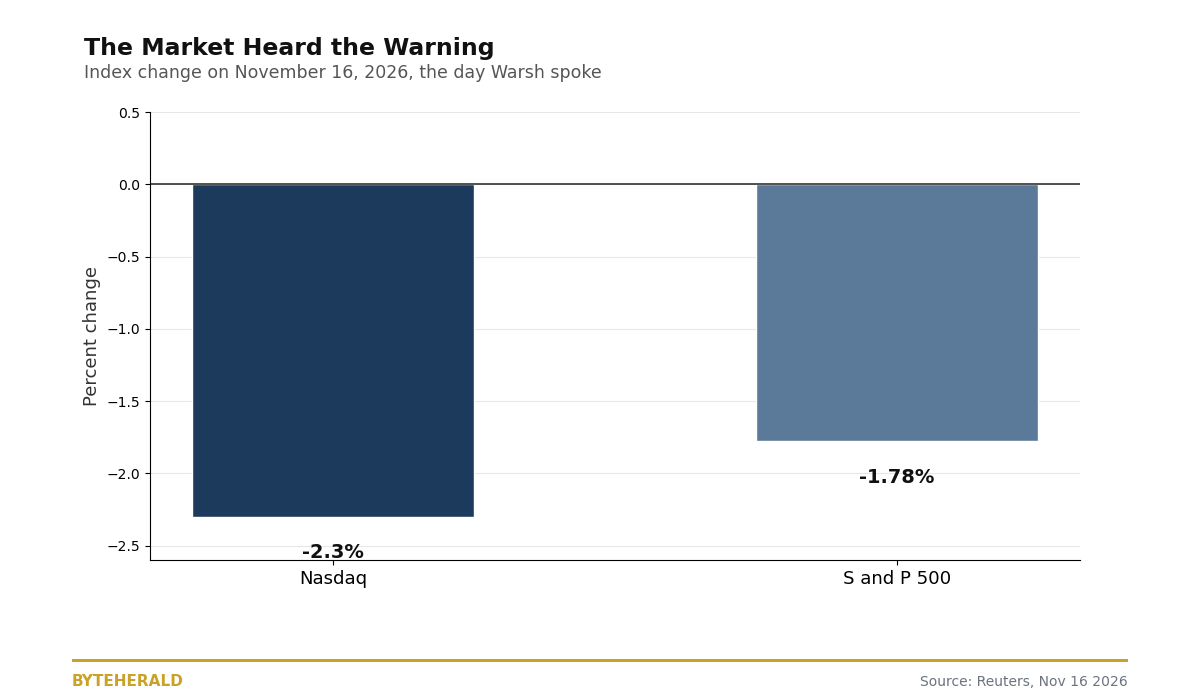 The Market Heard the Warning
Index change on November 16, 2026, the day Warsh spoke
Percent change
0.5
0.0
−0.5
−1.0
−1.5
−2.0
−2.5
-2.3%
-1.78%
Nasdaq
S and P 500
BYTEHERALD
Source: Reuters, Nov 16 2026